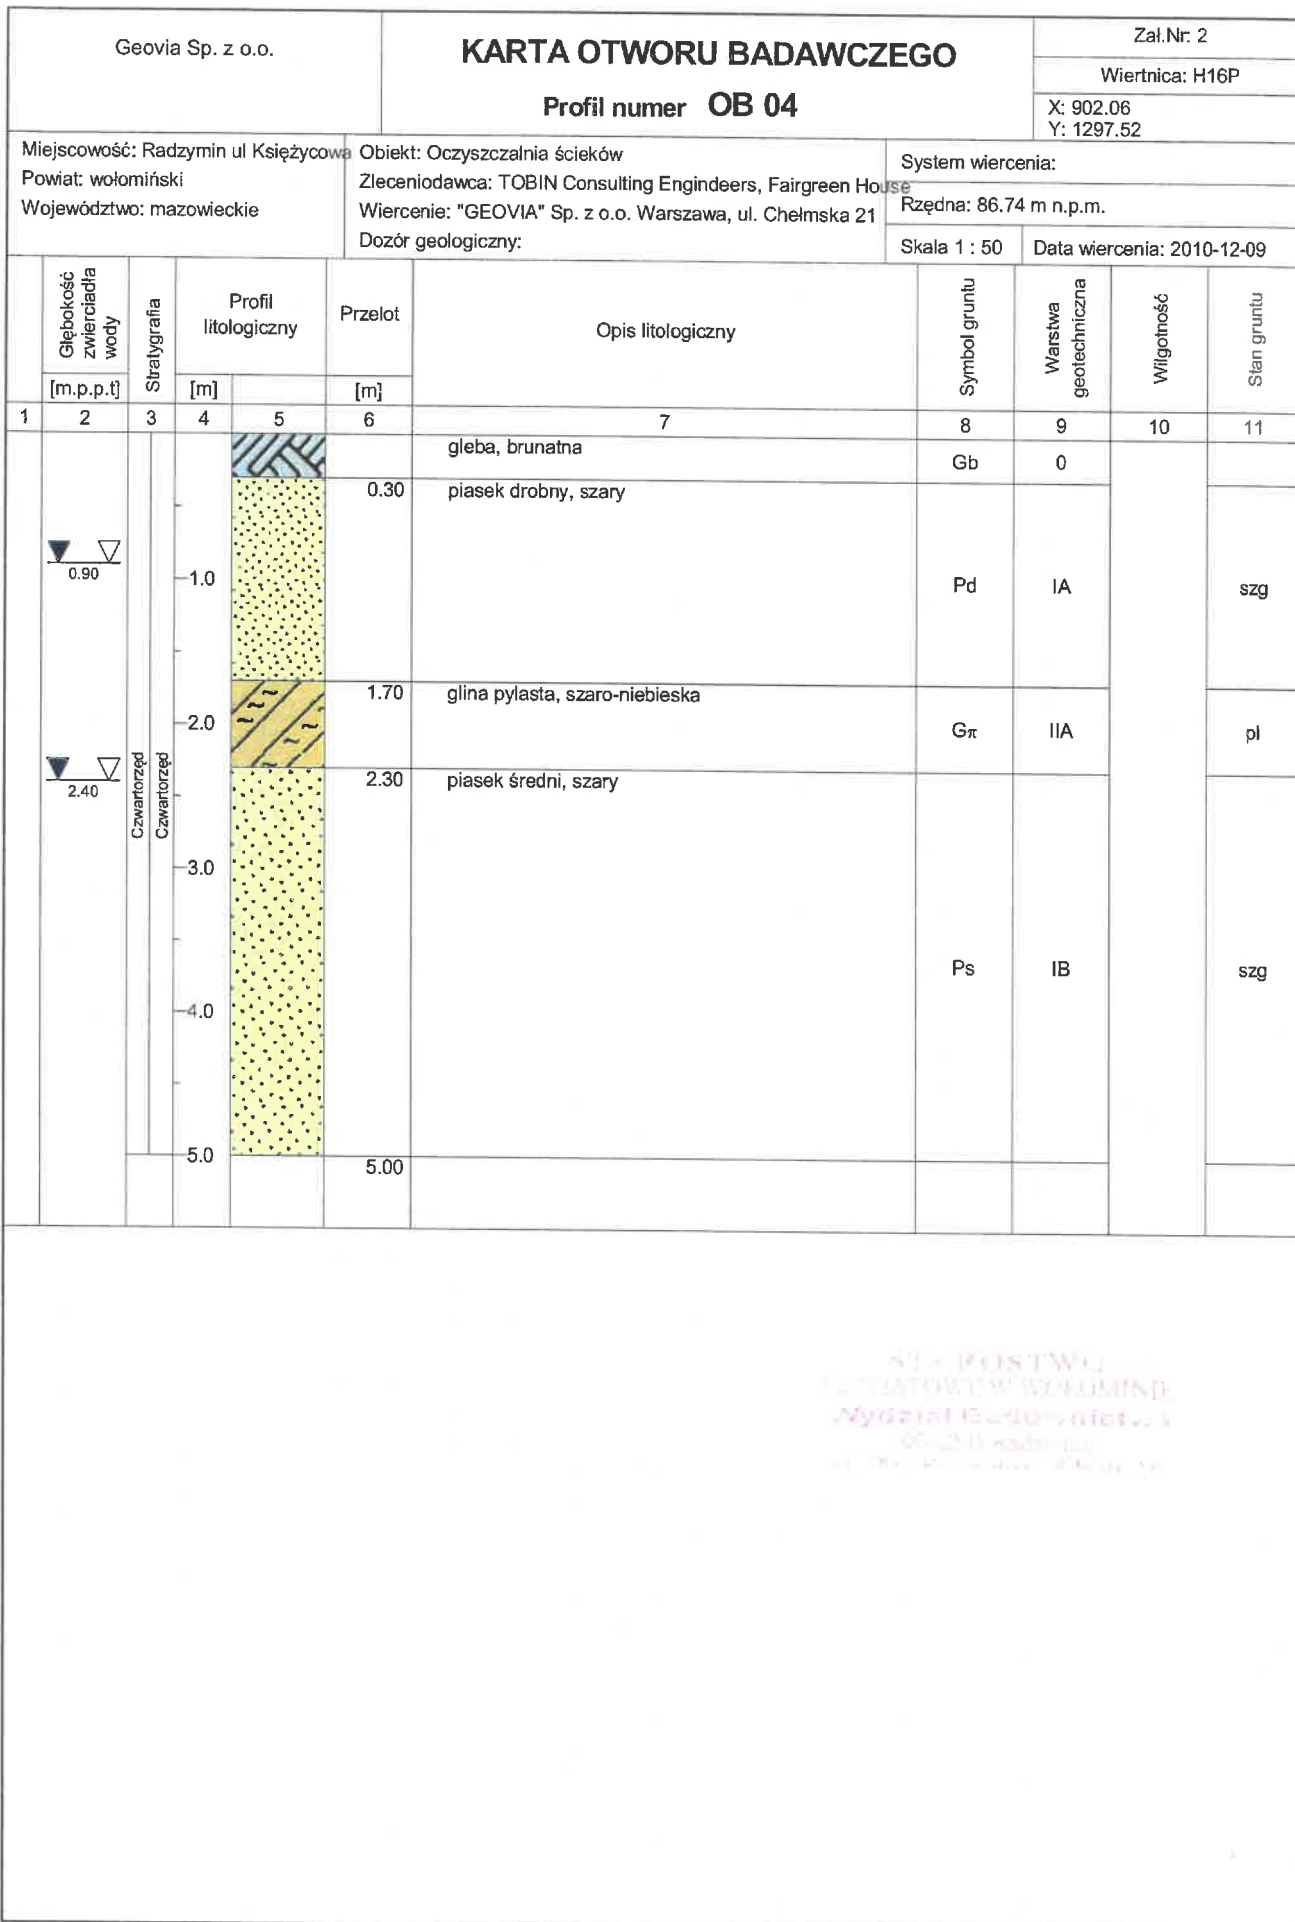 Geovia Sp. z o.o.
KARTA OTWORU BADAWCZEGO
Profil numer OB 04
Zał.Nr: 2
Wiertnica: H16P
X: 902.06
Y: 1297.52
Miejscowość: Radzymin ul Księżycowa
Powiat: wołomiński
Województwo: mazowieckie
Obiekt: Oczyszczalnia ścieków
Zleceniodawca: TOBIN Consulting Engindeers, Fairgreen House
Wiercenie: "GEOVIA" Sp. z o.o. Warszawa, ul. Chełmska 21
Dozór geologiczny:
System wiercenia:
Rzędna: 86.74 m n.p.m.
Skala 1 : 50
Data wiercenia: 2010-12-09
Głębokość zwierciadła wody
[m.p.p.t]
Stratygrafia
Profil litologiczny
[m]
Przelot
[m]
Opis litologiczny
Symbol gruntu
Warstwa geotechniczna
Wilgotność
Stan gruntu
1 2 3 4 5 6 7 8 9 10 11
gleba, brunatna
Gb 0
0.30 piasek drobny, szary
0.90
1.0
Pd IA szg
1.70 glina pylasta, szaro-niebieska
2.0
Gπ IIA pl
2.30 piasek średni, szary
2.40
Czwartorzęd
Czwartorzęd
3.0
Ps IB szg
4.0
5.0
5.00
WOŁOMINIE
Wydział